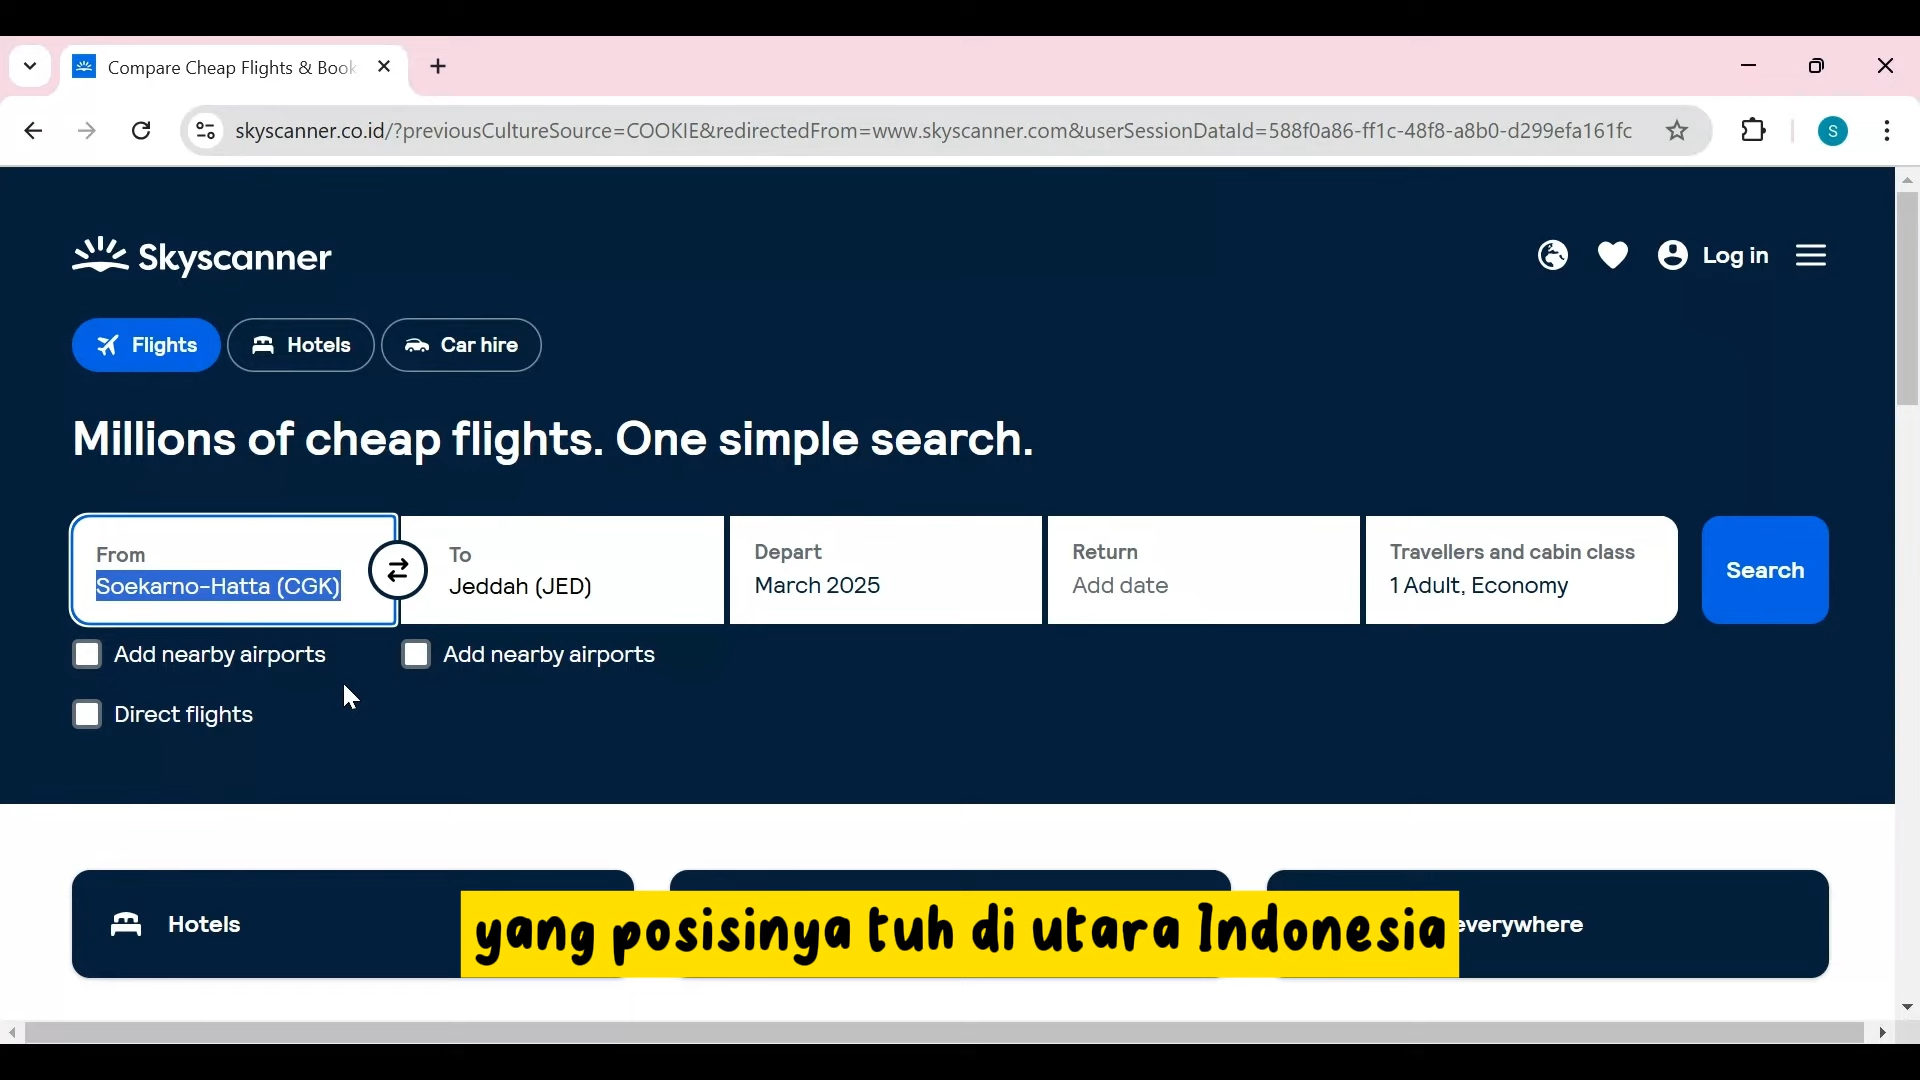 Compare Cheap Flights & Book
skyscanner.co.id/?previousCultureSource=COOKIE&redirectedFrom=www.skyscanner.com&userSessionDataId=588f0a86-ff1c-48f8-a8b0-d299efa161fc
S
Skyscanner
Log in
Flights
Hotels
Car hire
Millions of cheap flights. One simple search.
From
Soekarno-Hatta (CGK)
To
Jeddah (JED)
Depart
March 2025
Return
Add date
Travellers and cabin class
1 Adult, Economy
Search
Add nearby airports
Add nearby airports
Direct flights
Hotels
everywhere
yang posisinya tuh di utara Indonesia